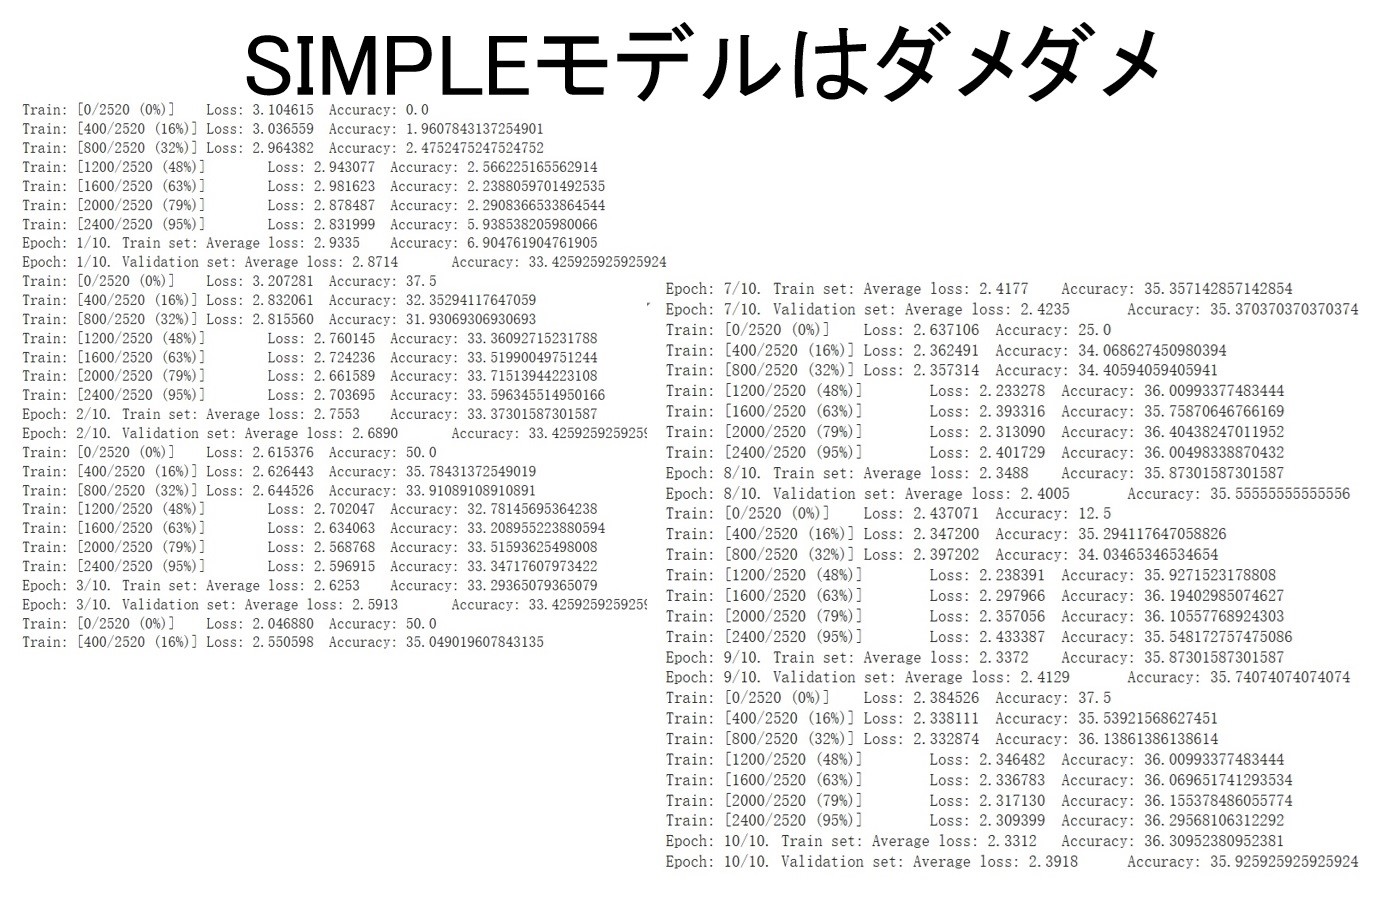 SIMPLEモデルはダメダメ
Train: [0/2520 (0%)] Loss: 3.104615 Accuracy: 0.0
Train: [400/2520 (16%)] Loss: 3.036559 Accuracy: 1.9607843137254901
Train: [800/2520 (32%)] Loss: 2.964382 Accuracy: 2.4752475247524752
Train: [1200/2520 (48%)] Loss: 2.943077 Accuracy: 2.566225165562914
Train: [1600/2520 (63%)] Loss: 2.981623 Accuracy: 2.2388059701492535
Train: [2000/2520 (79%)] Loss: 2.878487 Accuracy: 2.2908366533864544
Train: [2400/2520 (95%)] Loss: 2.831999 Accuracy: 5.938538205980066
Epoch: 1/10. Train set: Average loss: 2.9335 Accuracy: 6.904761904761905
Epoch: 1/10. Validation set: Average loss: 2.8714 Accuracy: 33.425925925925924
Train: [0/2520 (0%)] Loss: 3.207281 Accuracy: 37.5
Train: [400/2520 (16%)] Loss: 2.832061 Accuracy: 32.35294117647059
Train: [800/2520 (32%)] Loss: 2.815560 Accuracy: 31.93069306930693
Train: [1200/2520 (48%)] Loss: 2.760145 Accuracy: 33.36092715231788
Train: [1600/2520 (63%)] Loss: 2.724236 Accuracy: 33.51990049751244
Train: [2000/2520 (79%)] Loss: 2.661589 Accuracy: 33.71513944223108
Train: [2400/2520 (95%)] Loss: 2.703695 Accuracy: 33.596345514950166
Epoch: 2/10. Train set: Average loss: 2.7553 Accuracy: 33.37301587301587
Epoch: 2/10. Validation set: Average loss: 2.6890 Accuracy: 33.4259259259259
Train: [0/2520 (0%)] Loss: 2.615376 Accuracy: 50.0
Train: [400/2520 (16%)] Loss: 2.626443 Accuracy: 35.78431372549019
Train: [800/2520 (32%)] Loss: 2.644526 Accuracy: 33.91089108910891
Train: [1200/2520 (48%)] Loss: 2.702047 Accuracy: 32.78145695364238
Train: [1600/2520 (63%)] Loss: 2.634063 Accuracy: 33.208955223880594
Train: [2000/2520 (79%)] Loss: 2.568768 Accuracy: 33.51593625498008
Train: [2400/2520 (95%)] Loss: 2.596915 Accuracy: 33.34717607973422
Epoch: 3/10. Train set: Average loss: 2.6253 Accuracy: 33.29365079365079
Epoch: 3/10. Validation set: Average loss: 2.5913 Accuracy: 33.4259259259259
Train: [0/2520 (0%)] Loss: 2.046880 Accuracy: 50.0
Train: [400/2520 (16%)] Loss: 2.550598 Accuracy: 35.049019607843135
Epoch: 7/10. Train set: Average loss: 2.4177 Accuracy: 35.357142857142854
Epoch: 7/10. Validation set: Average loss: 2.4235 Accuracy: 35.370370370370374
Train: [0/2520 (0%)] Loss: 2.637106 Accuracy: 25.0
Train: [400/2520 (16%)] Loss: 2.362491 Accuracy: 34.068627450980394
Train: [800/2520 (32%)] Loss: 2.357314 Accuracy: 34.40594059405941
Train: [1200/2520 (48%)] Loss: 2.233278 Accuracy: 36.00993377483444
Train: [1600/2520 (63%)] Loss: 2.393316 Accuracy: 35.75870646766169
Train: [2000/2520 (79%)] Loss: 2.313090 Accuracy: 36.40438247011952
Train: [2400/2520 (95%)] Loss: 2.401729 Accuracy: 36.00498338870432
Epoch: 8/10. Train set: Average loss: 2.3488 Accuracy: 35.87301587301587
Epoch: 8/10. Validation set: Average loss: 2.4005 Accuracy: 35.55555555555556
Train: [0/2520 (0%)] Loss: 2.437071 Accuracy: 12.5
Train: [400/2520 (16%)] Loss: 2.347200 Accuracy: 35.294117647058826
Train: [800/2520 (32%)] Loss: 2.397202 Accuracy: 34.03465346534654
Train: [1200/2520 (48%)] Loss: 2.238391 Accuracy: 35.9271523178808
Train: [1600/2520 (63%)] Loss: 2.297966 Accuracy: 36.19402985074627
Train: [2000/2520 (79%)] Loss: 2.357056 Accuracy: 36.10557768924303
Train: [2400/2520 (95%)] Loss: 2.433387 Accuracy: 35.548172757475086
Epoch: 9/10. Train set: Average loss: 2.3372 Accuracy: 35.87301587301587
Epoch: 9/10. Validation set: Average loss: 2.4129 Accuracy: 35.74074074074074
Train: [0/2520 (0%)] Loss: 2.384526 Accuracy: 37.5
Train: [400/2520 (16%)] Loss: 2.338111 Accuracy: 35.53921568627451
Train: [800/2520 (32%)] Loss: 2.332874 Accuracy: 36.13861386138614
Train: [1200/2520 (48%)] Loss: 2.346482 Accuracy: 36.00993377483444
Train: [1600/2520 (63%)] Loss: 2.336783 Accuracy: 36.069651741293534
Train: [2000/2520 (79%)] Loss: 2.317130 Accuracy: 36.155378486055774
Train: [2400/2520 (95%)] Loss: 2.309399 Accuracy: 36.29568106312292
Epoch: 10/10. Train set: Average loss: 2.3312 Accuracy: 36.30952380952381
Epoch: 10/10. Validation set: Average loss: 2.3918 Accuracy: 35.925925925925924